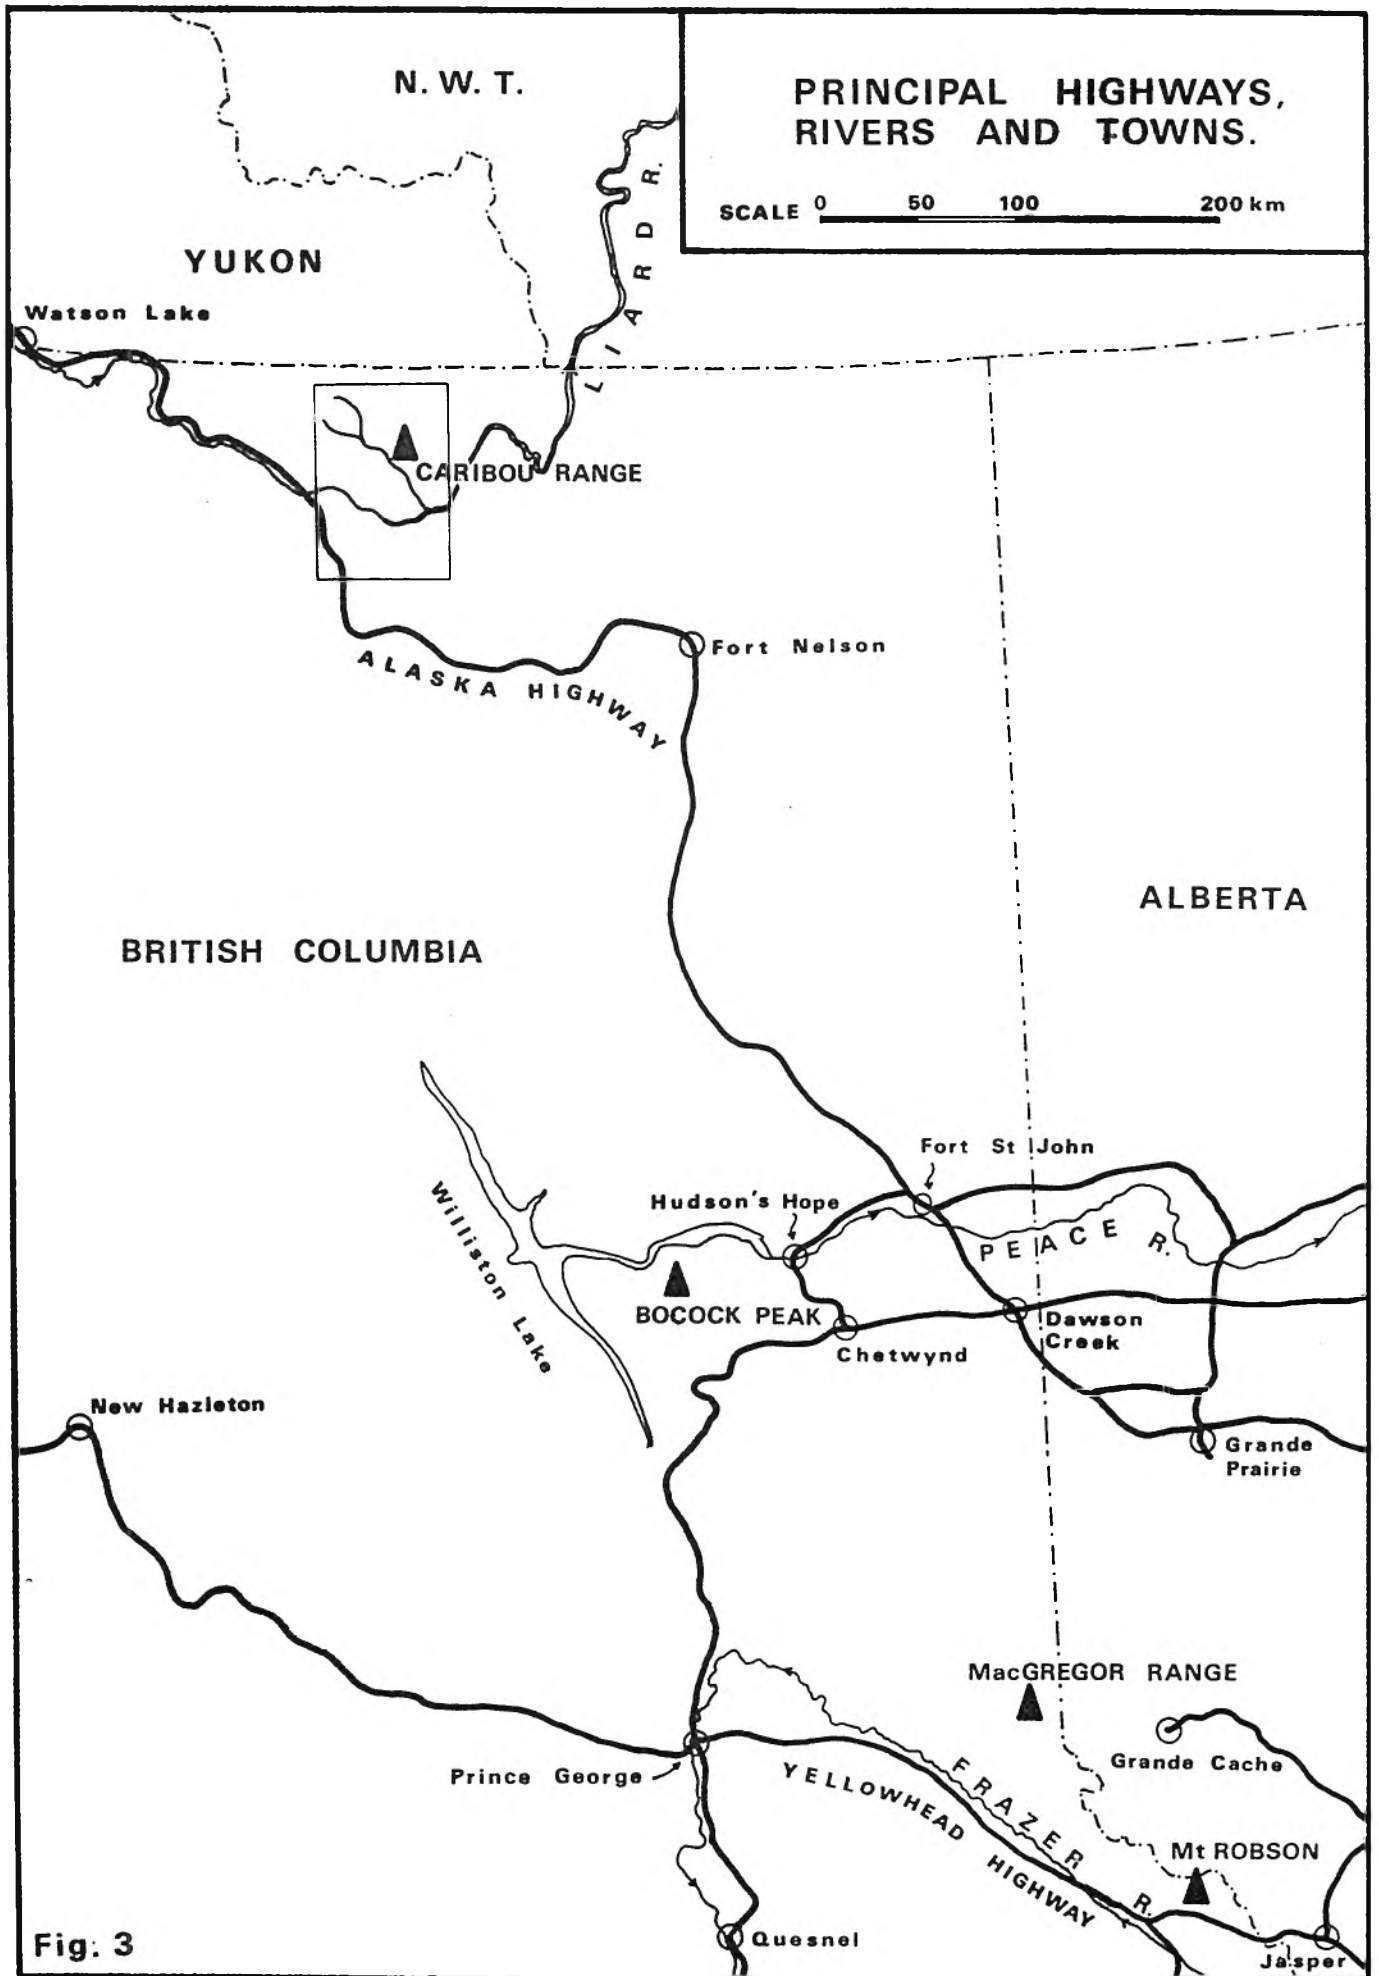 N. W. T.
PRINCIPAL HIGHWAYS,
RIVERS AND TOWNS.
SCALE 0 50 100 200 km
YUKON
LIARD R.
Watson Lake
CARIBOU RANGE
Fort Nelson
ALASKA HIGHWAY
ALBERTA
BRITISH COLUMBIA
Fort St John
Hudson's Hope
Williston Lake
PEACE R.
BOCOCK PEAK
Dawson
Creek
Chetwynd
New Hazleton
Grande
Prairie
MacGREGOR RANGE
Grande Cache
Prince George
YELLOWHEAD HIGHWAY
FRAZER R.
Mt ROBSON
Quesnel
Jasper
Fig. 3